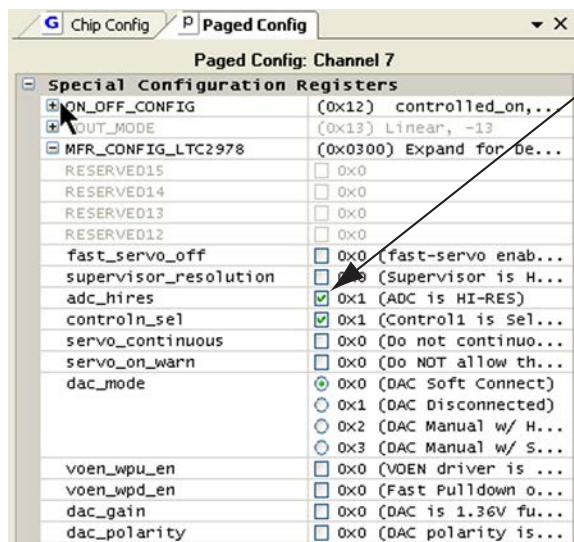 G Chip Config P Paged Config
Paged Config: Channel 7
Special Configuration Registers
ON_OFF_CONFIG (0x12) controlled_on,...
OUT_MODE (0x13) Linear, -13
MFR_CONFIG_LTC2978 (0x0300) Expand for De...
RESERVED15 0x0
RESERVED14 0x0
RESERVED13 0x0
RESERVED12 0x0
fast_servo_off 0x0 (fast-servo enab...
supervisor_resolution 0x0 (Supervisor is H...
adc_hires 0x1 (ADC is HI-RES)
controln_sel 0x1 (Control1 is Sel...
servo_continuous 0x0 (Do not continuo...
servo_on_warn 0x0 (Do NOT allow th...
dac_mode 0x0 (DAC Soft Connect)
0x1 (DAC Disconnected)
0x2 (DAC Manual w/ H...
0x3 (DAC Manual w/ S...
voen_wpu_en 0x0 (VOEN driver is ...
voen_wpd_en 0x0 (Fast Pulldown o...
dac_gain 0x0 (DAC is 1.36V fu...
dac_polarity 0x0 (DAC polarity is...